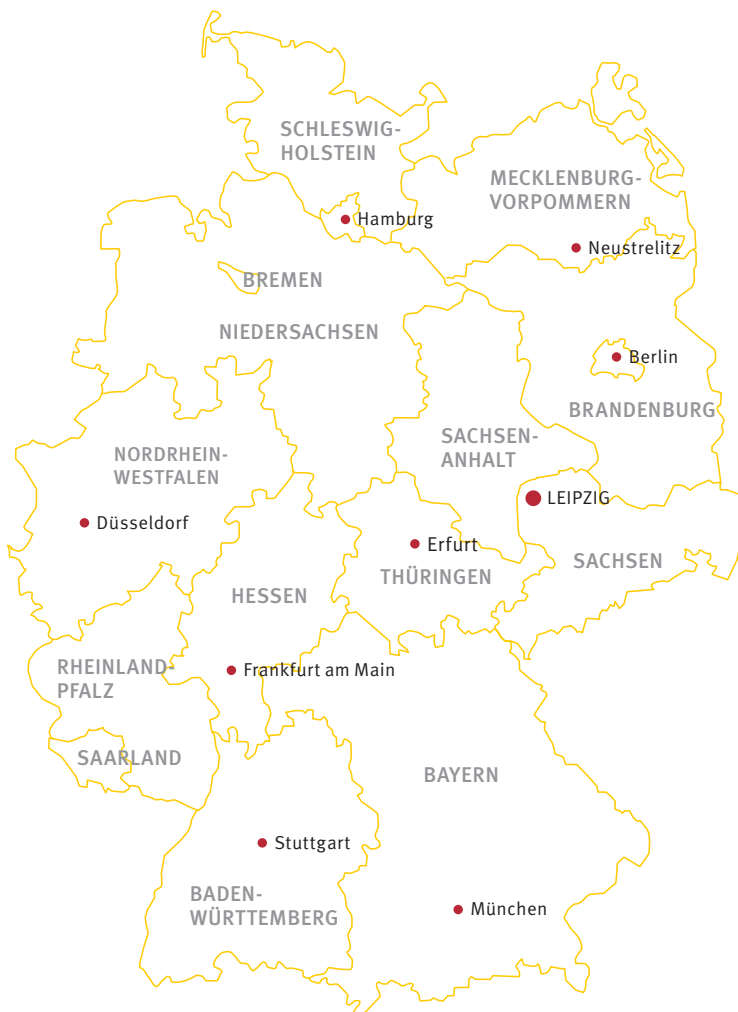 SCHLESWIG-
HOLSTEIN
MECKLENBURG-
VORPOMMERN
Hamburg
Neustrelitz
BREMEN
NIEDERSACHSEN
Berlin
BRANDENBURG
SACHSEN-
ANHALT
NORDRHEIN-
WESTFALEN
LEIPZIG
Düsseldorf
Erfurt
THÜRINGEN
SACHSEN
HESSEN
RHEINLAND-
PFALZ
Frankfurt am Main
SAARLAND
BAYERN
Stuttgart
BADEN-
WÜRTTEMBERG
München